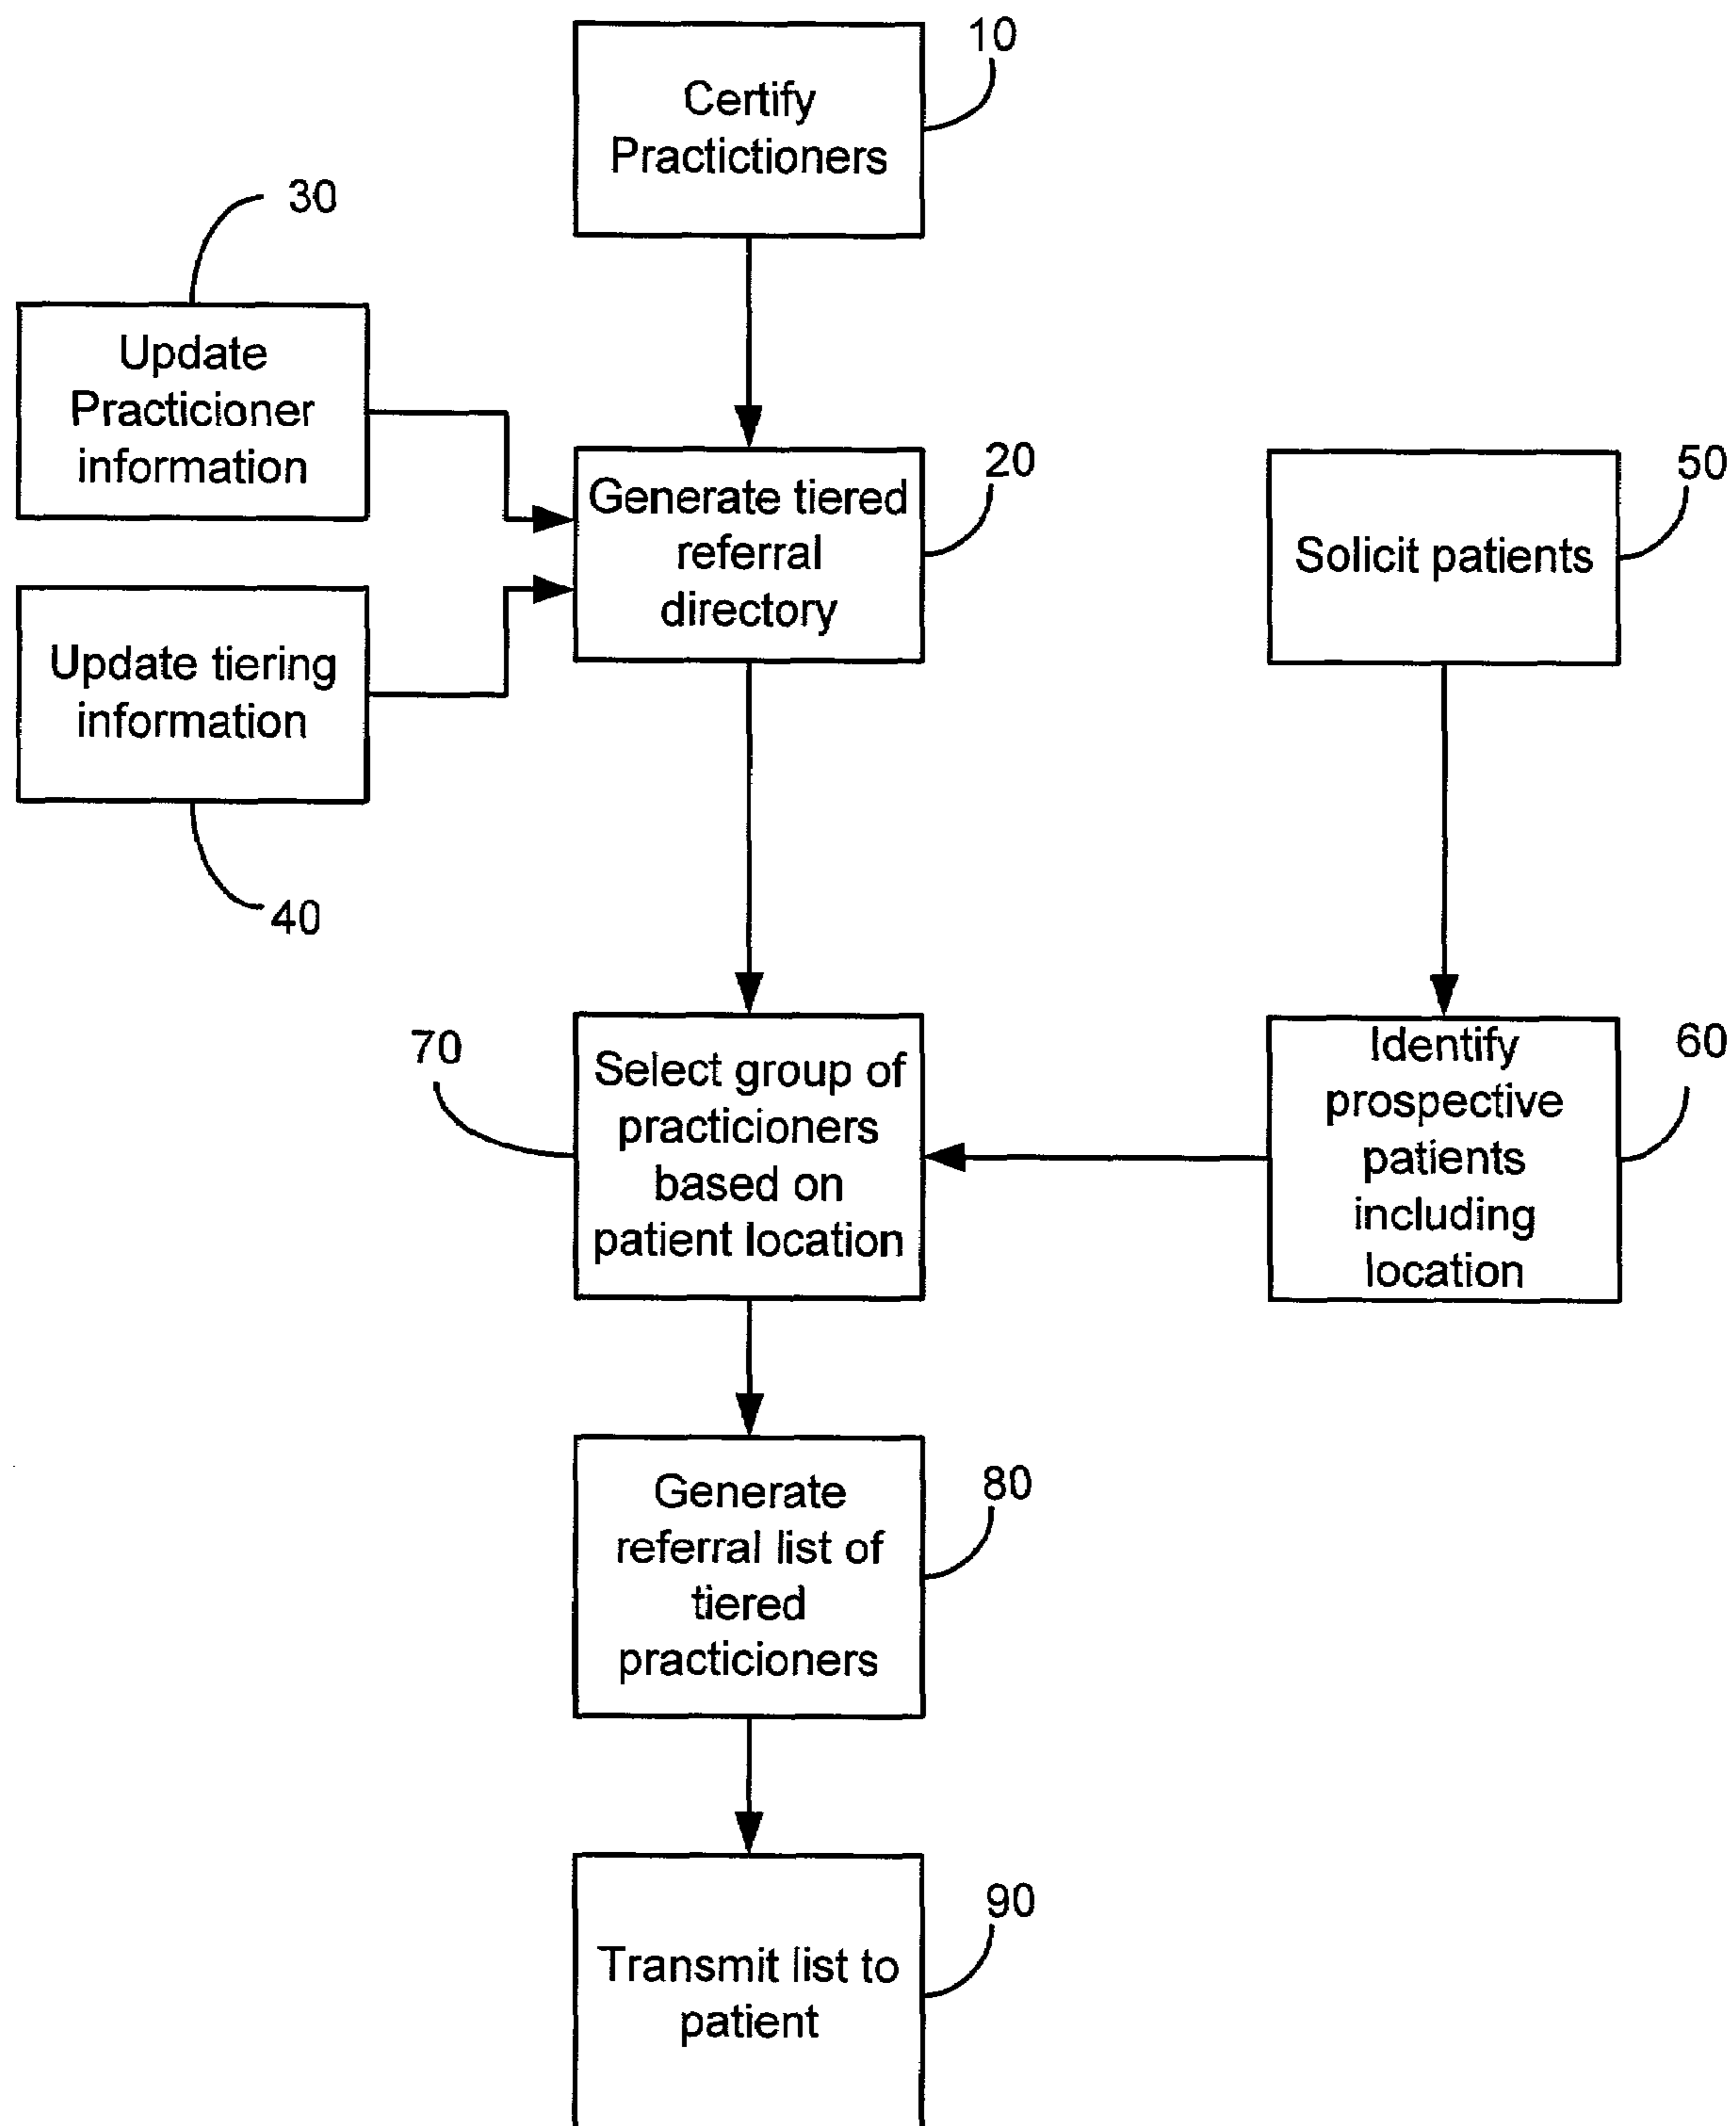 10
Certify
Practictioners
30
Update
Practicioner
information
20
Generate tiered
referral
directory
50
Solicit patients
Update tiering
information
40
70
Select group of
practicioners
based on
patient location
60
Identify
prospective
patients
including
location
80
Generate
referral list of
tiered
practicioners
90
Transmit list to
patient